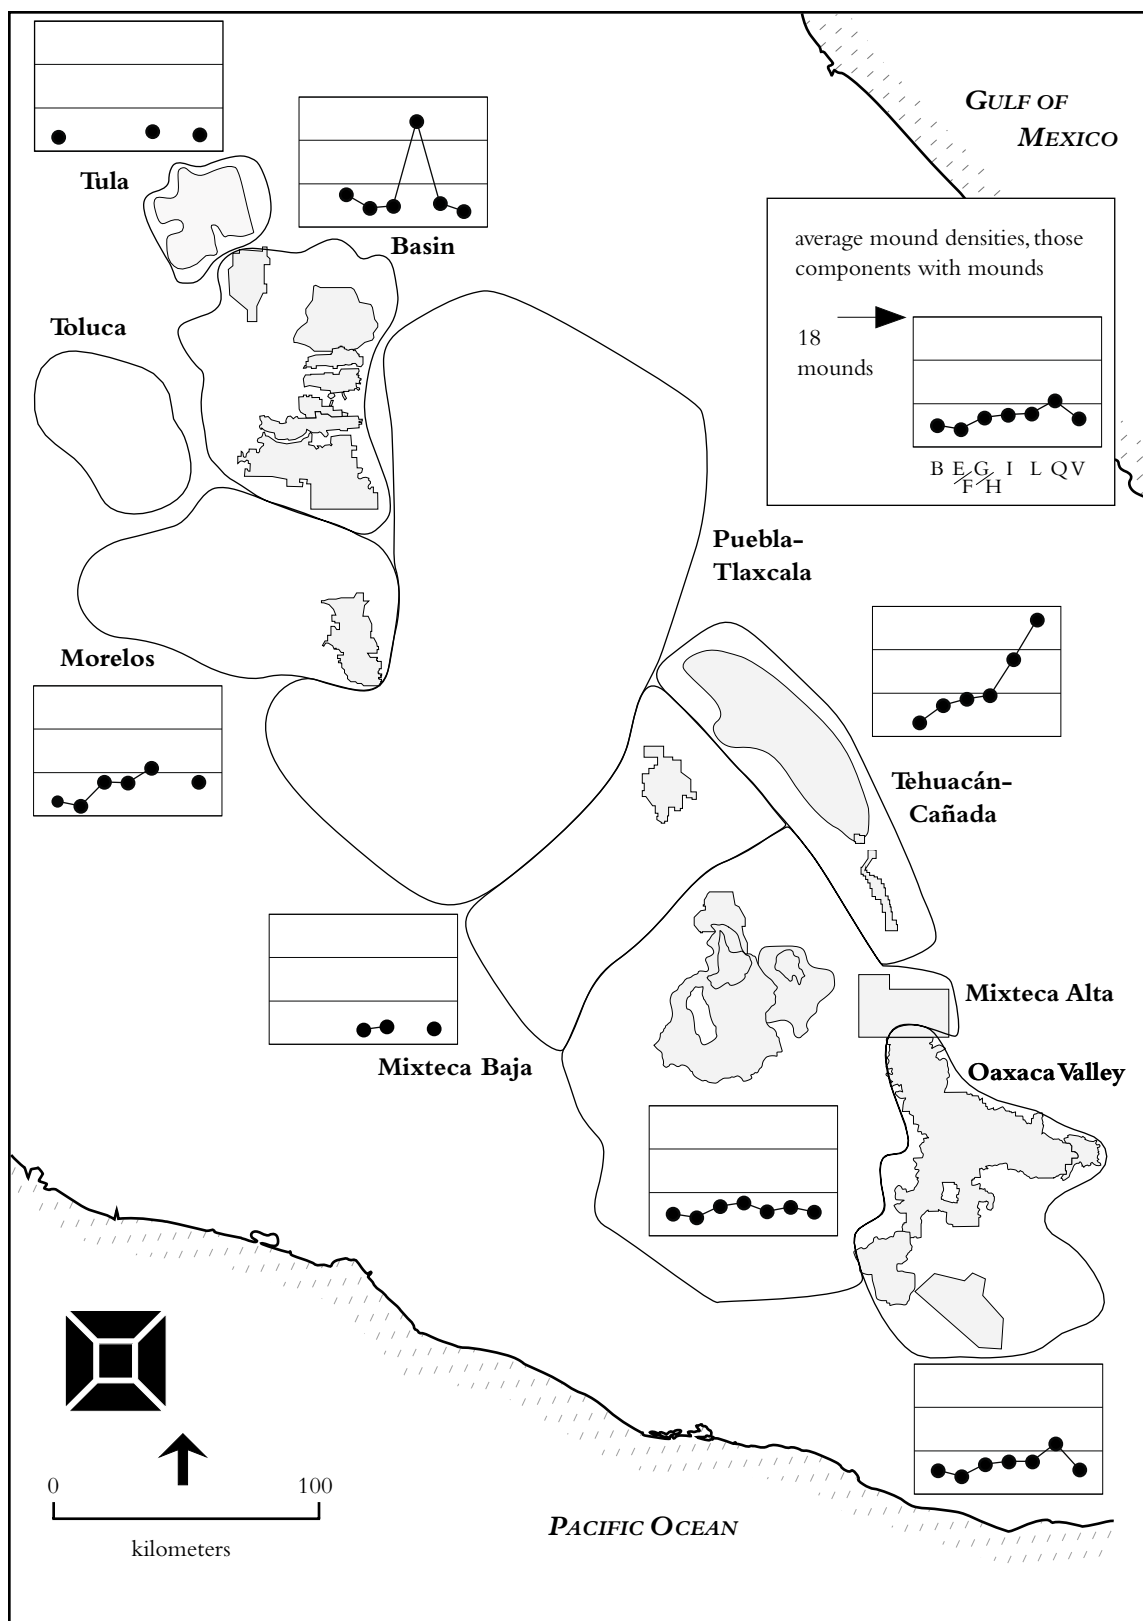 GULF OF
MEXICO
Tula
Basin
average mound densities, those
components with mounds
Toluca
18
mounds
B E/F G/H I L Q V
Puebla-
Tlaxcala
Morelos
Tehuacán-
Cañada
Mixteca Alta
Mixteca Baja
Oaxaca Valley
0 100
kilometers
PACIFIC OCEAN